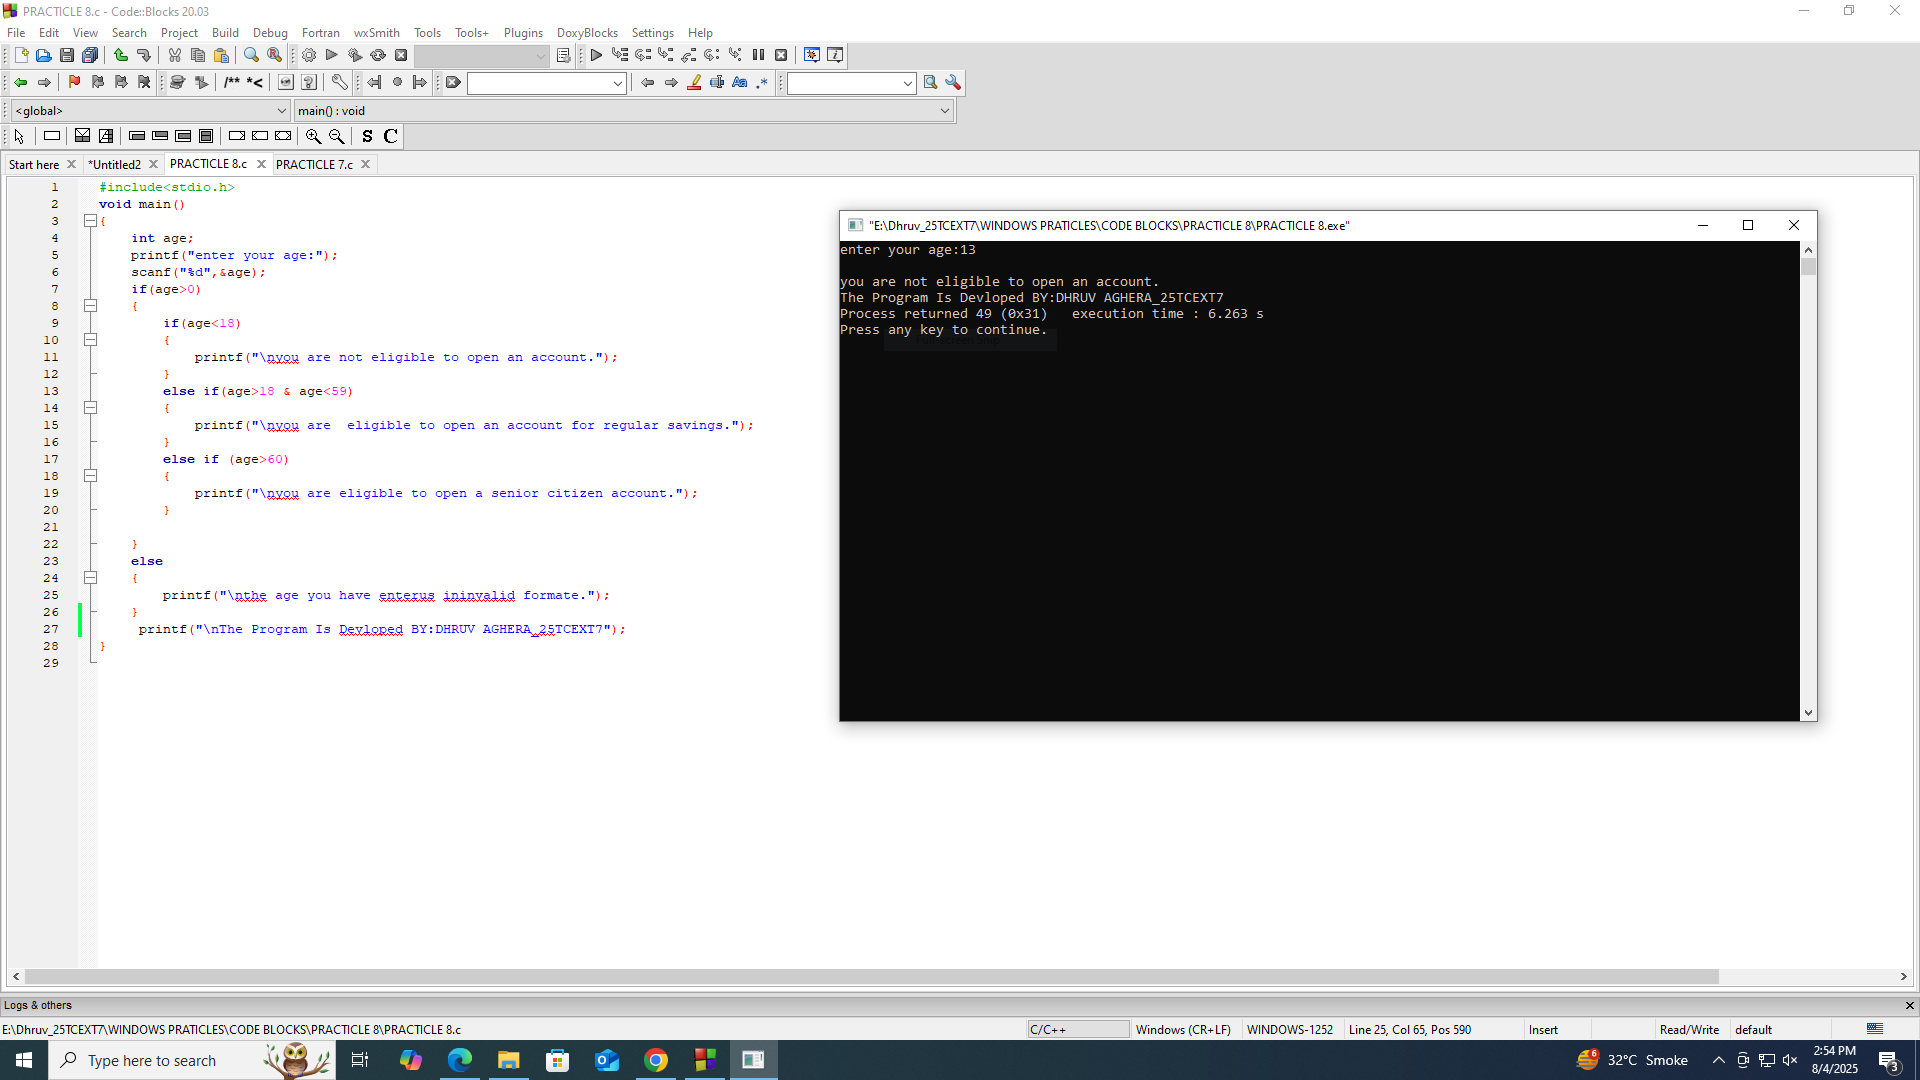 PRACTICLE 8.c - Code::Blocks 20.03
File Edit View Search Project Build Debug Fortran wxSmith Tools Tools+ Plugins DoxyBlocks Settings Help
/** *<
Aa .*
<global> main() : void
S C
Start here *Untitled2 PRACTICLE 8.c PRACTICLE 7.c
1 #include<stdio.h>
2 void main()
3 {
4 int age;
5 printf("enter your age:");
6 scanf("%d",&age);
7 if(age>0)
8 {
9 if(age<18)
10 {
11 printf("\nyou are not eligible to open an account.");
12 }
13 else if(age>18 & age<59)
14 {
15 printf("\nyou are  eligible to open an account for regular savings.");
16 }
17 else if (age>60)
18 {
19 printf("\nyou are eligible to open a senior citizen account.");
20 }
21
22 }
23 else
24 {
25 printf("\nthe age you have enterus ininvalid formate.");
26 }
27 printf("\nThe Program Is Devloped BY:DHRUV AGHERA_25TCEXT7");
28 }
29
"E:\Dhruv_25TCEXT7\WINDOWS PRATICLES\CODE BLOCKS\PRACTICLE 8\PRACTICLE 8.exe"
enter your age:13
you are not eligible to open an account.
The Program Is Devloped BY:DHRUV AGHERA_25TCEXT7
Process returned 49 (0x31)   execution time : 6.263 s
Press any key to continue.
Logs & others
E:\Dhruv_25TCEXT7\WINDOWS PRATICLES\CODE BLOCKS\PRACTICLE 8\PRACTICLE 8.c C/C++ Windows (CR+LF) WINDOWS-1252 Line 25, Col 65, Pos 590 Insert Read/Write default
Type here to search 6 32°C Smoke 2:54 PM
8/4/2025 3